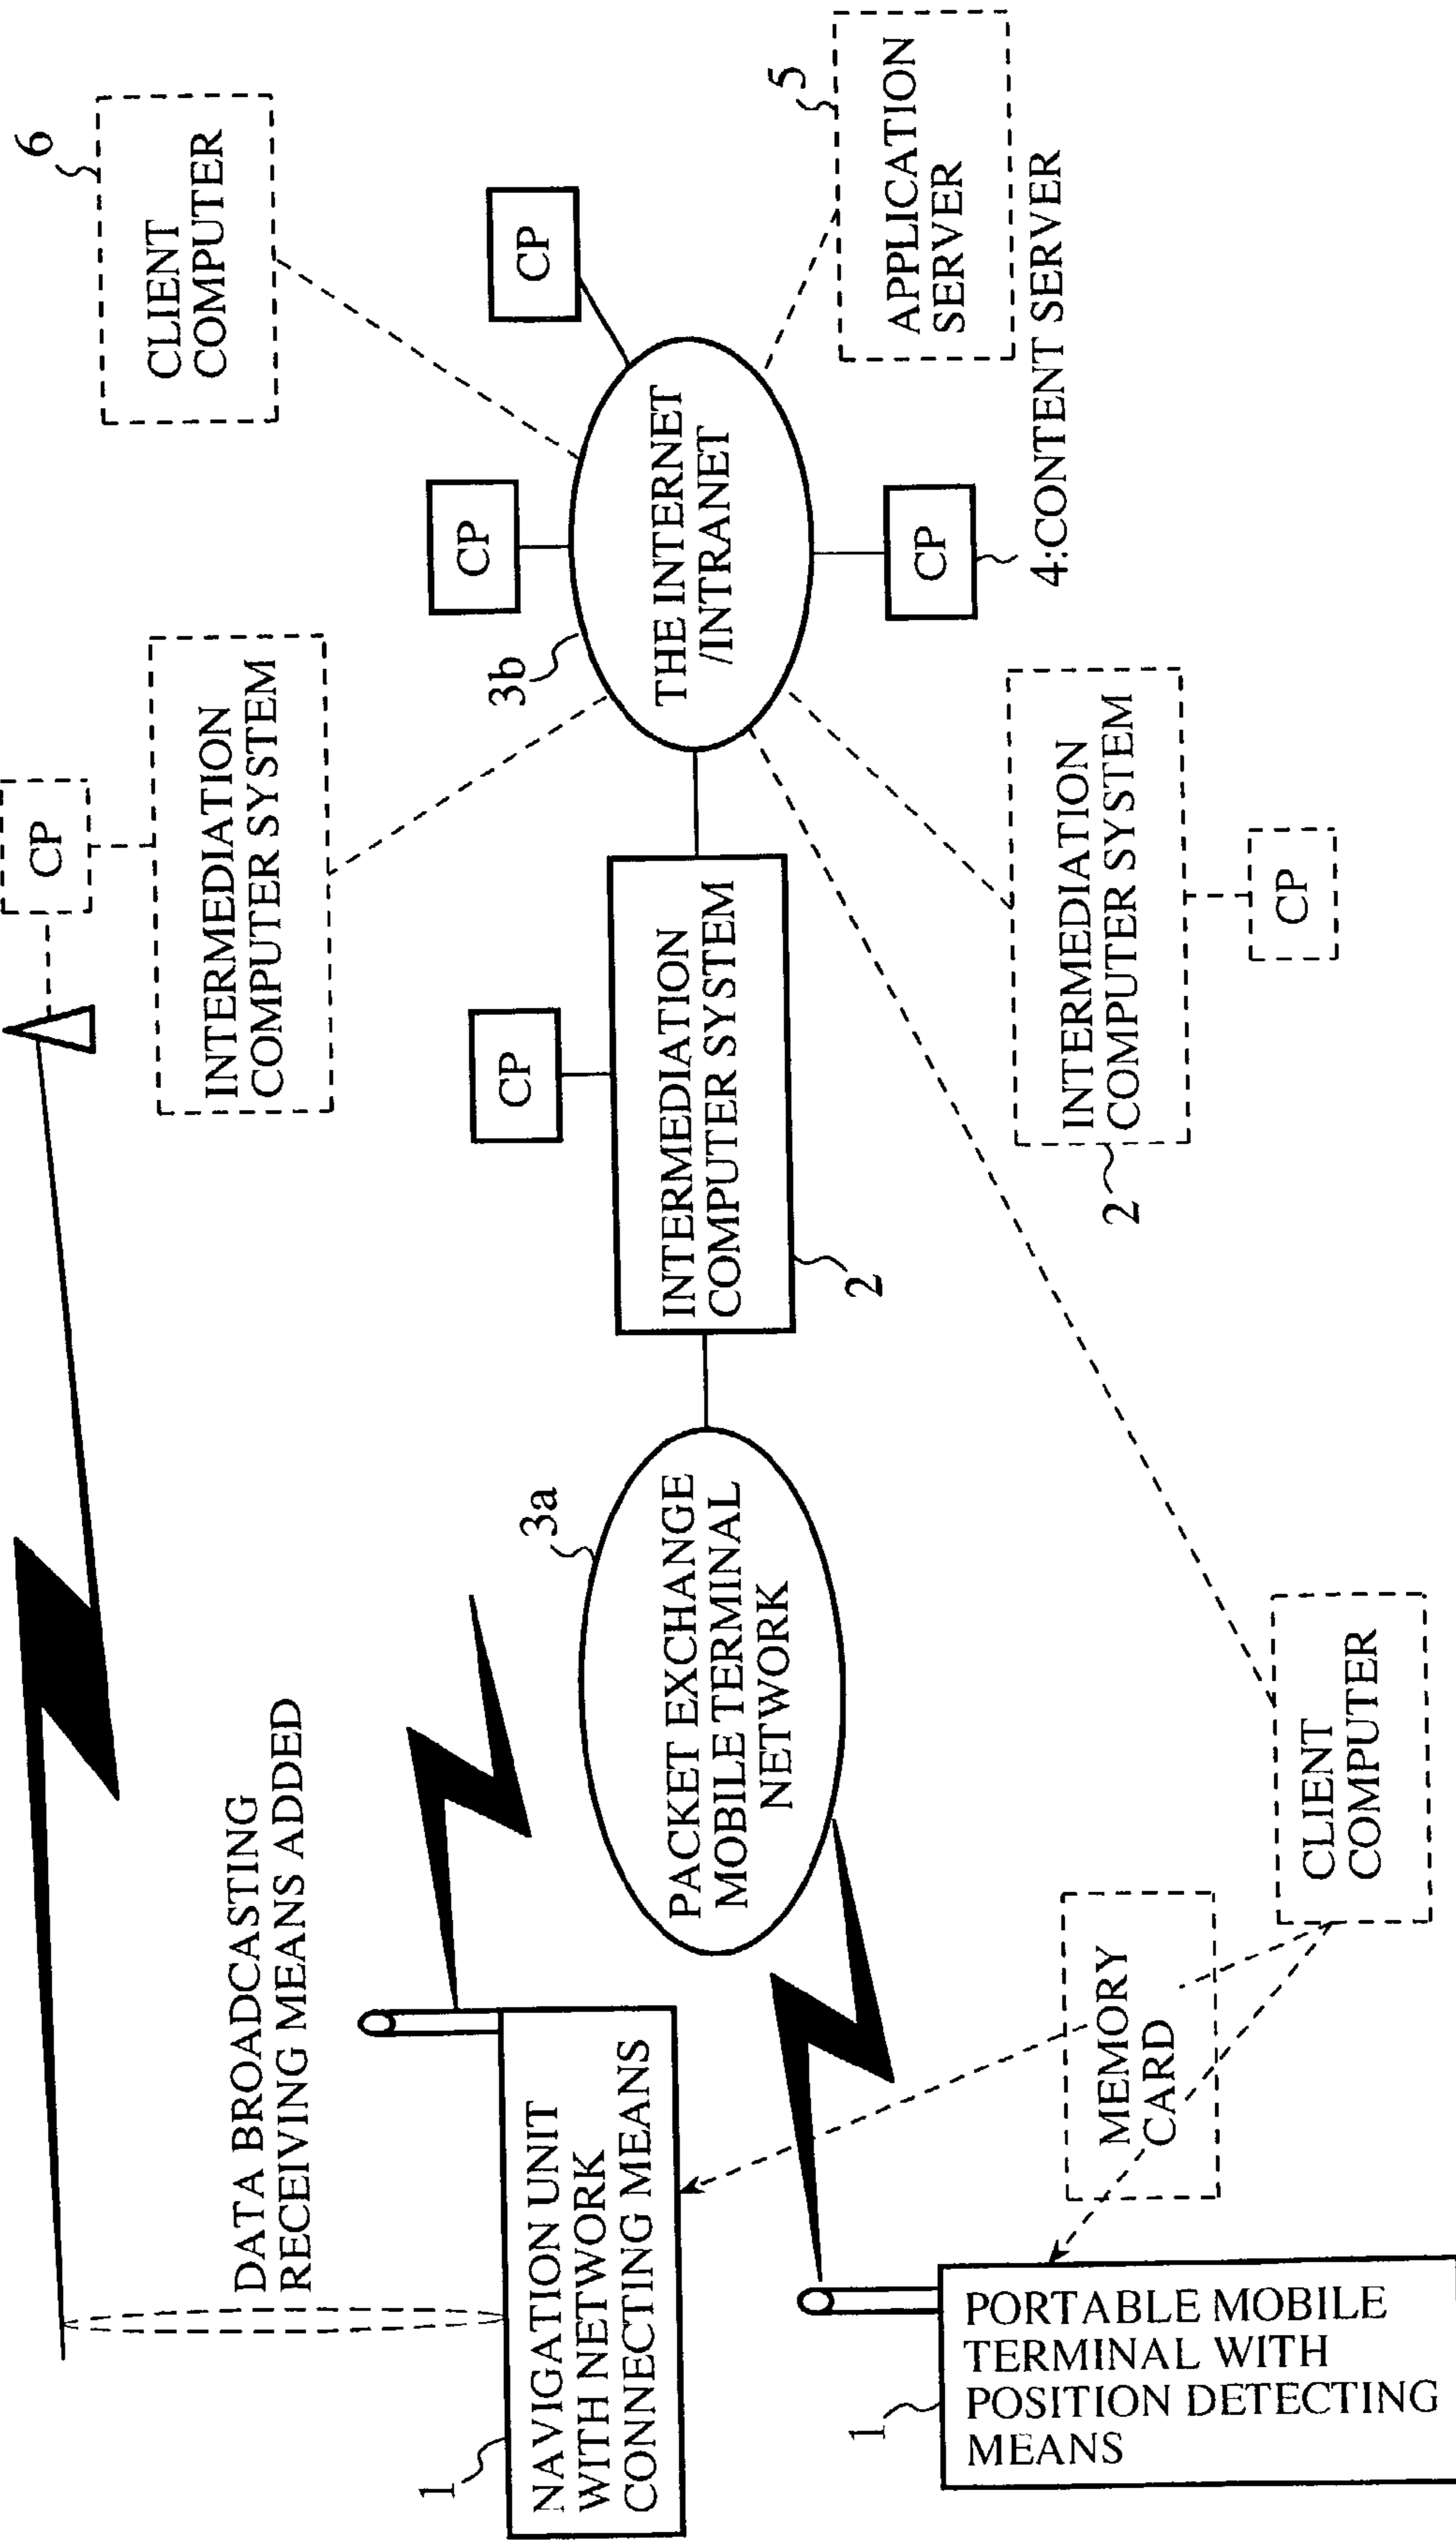 DATA BROADCASTING
RECEIVING MEANS ADDED
CP
INTERMEDIATION
COMPUTER SYSTEM
6
CLIENT
COMPUTER
1
NAVIGATION UNIT
WITH NETWORK
CONNECTING MEANS
3a
PACKET EXCHANGE
MOBILE TERMINAL
NETWORK
CP
INTERMEDIATION
COMPUTER SYSTEM
2
3b
THE INTERNET
/INTRANET
CP
CP
CP
4:CONTENT SERVER
5
APPLICATION
SERVER
1
PORTABLE MOBILE
TERMINAL WITH
POSITION DETECTING
MEANS
MEMORY
CARD
CLIENT
COMPUTER
2
INTERMEDIATION
COMPUTER SYSTEM
CP